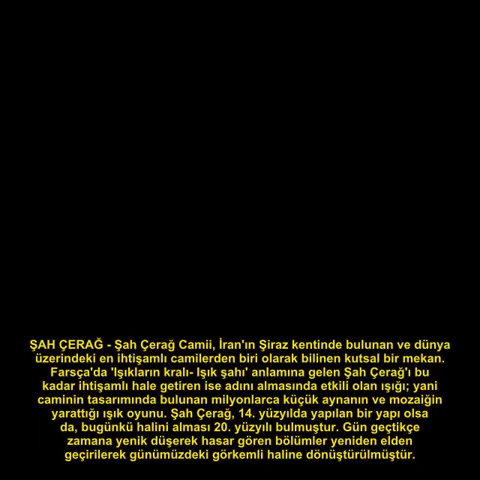 ŞAH ÇERAĞ - Şah Çerağ Camii, İran'ın Şiraz kentinde bulunan ve dünya
üzerindeki en ihtişamlı camilerden biri olarak bilinen kutsal bir mekan.
Farsça'da 'Işıkların kralı- Işık şahı' anlamına gelen Şah Çerağ'ı bu
kadar ihtişamlı hale getiren ise adını almasında etkili olan ışığı; yani
caminin tasarımında bulunan milyonlarca küçük aynanın ve mozaiğin
yarattığı ışık oyunu. Şah Çerağ, 14. yüzyılda yapılan bir yapı olsa
da, bugünkü halini alması 20. yüzyılı bulmuştur. Gün geçtikçe
zamana yenik düşerek hasar gören bölümler yeniden elden
geçirilerek günümüzdeki görkemli haline dönüştürülmüştür.